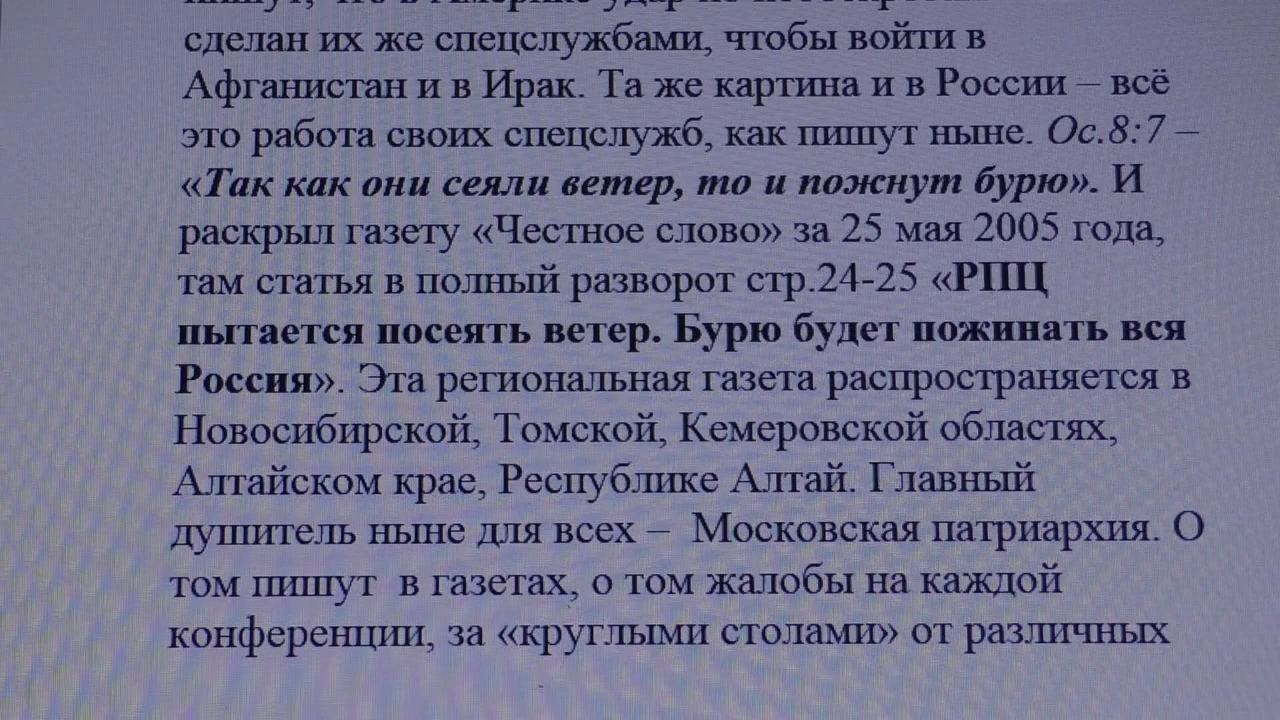 сделан их же спецслужбами, чтобы войти в
Афганистан и в Ирак. Та же картина и в России – всё
это работа своих спецслужб, как пишут ныне. Ос.8:7 –
«Так как они сеяли ветер, то и пожнут бурю». И
раскрыл газету «Честное слово» за 25 мая 2005 года,
там статья в полный разворот стр.24-25 «РПЦ
пытается посеять ветер. Бурю будет пожинать вся
Россия». Эта региональная газета распространяется в
Новосибирской, Томской, Кемеровской областях,
Алтайском крае, Республике Алтай. Главный
душитель ныне для всех – Московская патриархия. О
том пишут в газетах, о том жалобы на каждой
конференции, за «круглыми столами» от различных